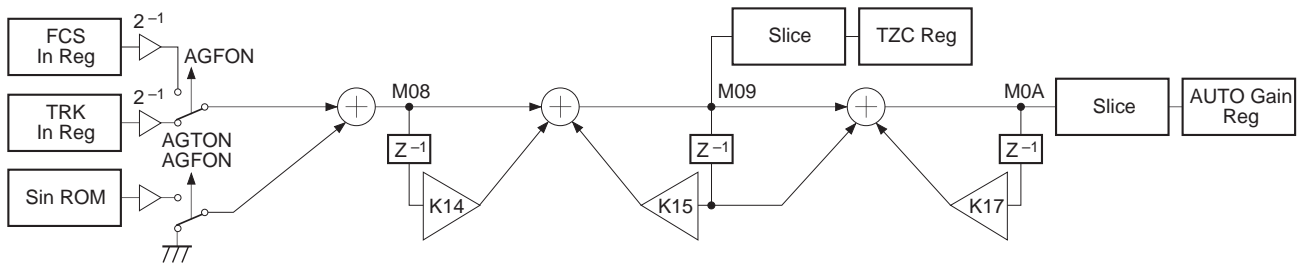 FCS
In Reg
2⁻¹
AGFON
TRK
In Reg
2⁻¹
AGTON
AGFON
Sin ROM
M08
Z⁻¹
K14
M09
Z⁻¹
K15
Slice
TZC Reg
M0A
Z⁻¹
K17
Slice
AUTO Gain
Reg